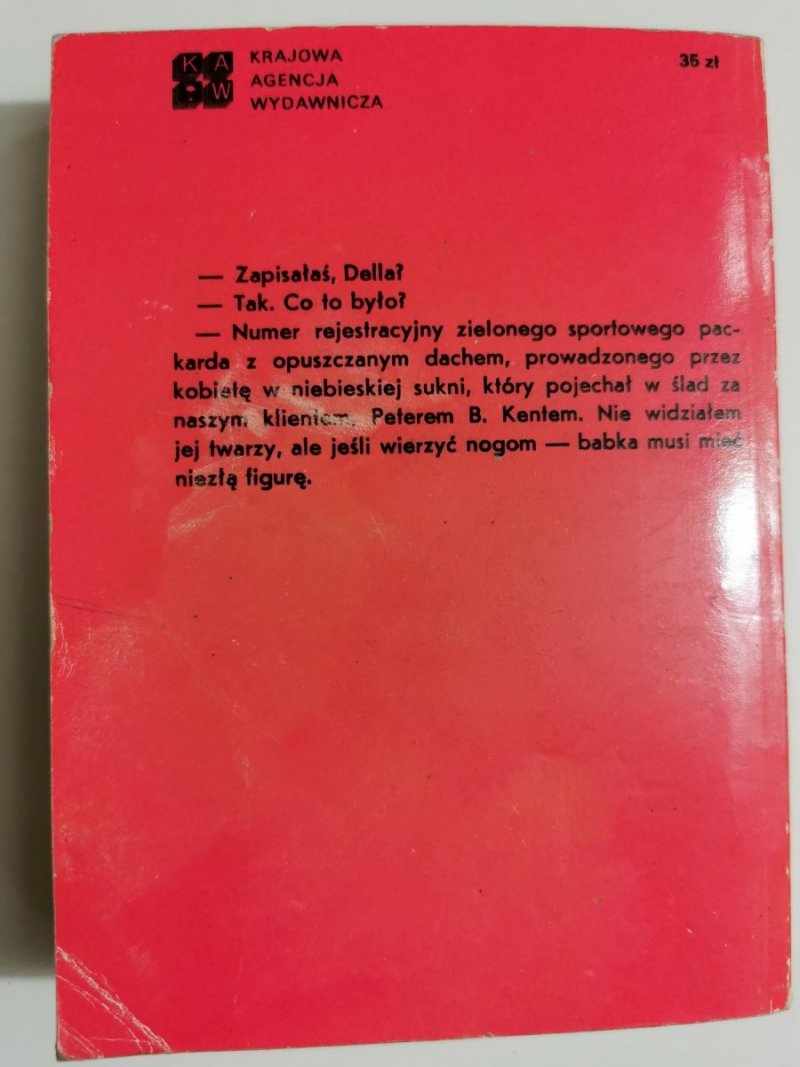 KAW
KRAJOWA
AGENCJA
WYDAWNICZA
35 zł
— Zapisałaś, Della?
— Tak. Co to było?
— Numer rejestracyjny zielonego sportowego pac-
karda z opuszczanym dachem, prowadzonego przez
kobietę w niebieskiej sukni, który pojechał w ślad za
naszym klientem, Peterem B. Kentem. Nie widziałem
jej twarzy, ale jeśli wierzyć nogom — babka musi mieć
niezłą figurę.